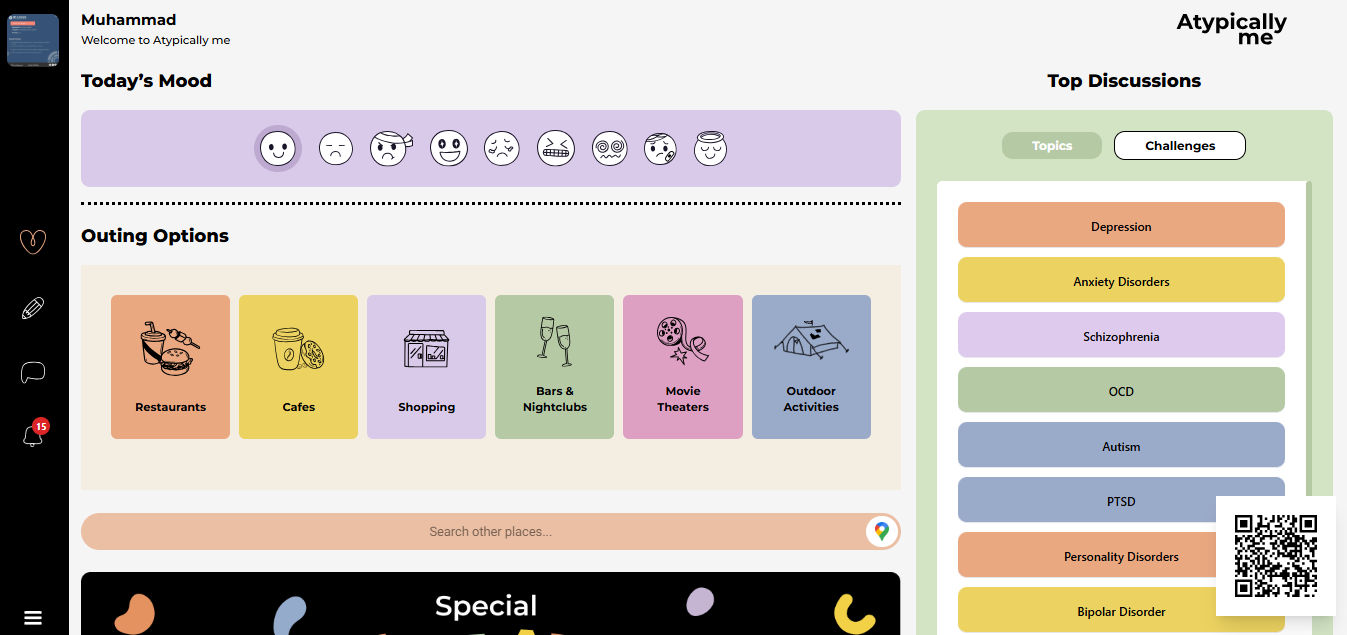 Muhammad
Welcome to Atypically me
Atypically
me
Today’s Mood
Top Discussions
Topics
Challenges
Outing Options
Restaurants
Cafes
Shopping
Bars &
Nightclubs
Movie
Theaters
Outdoor
Activities
Depression
Anxiety Disorders
Schizophrenia
OCD
Autism
PTSD
Personality Disorders
Bipolar Disorder
15
Search other places...
Special